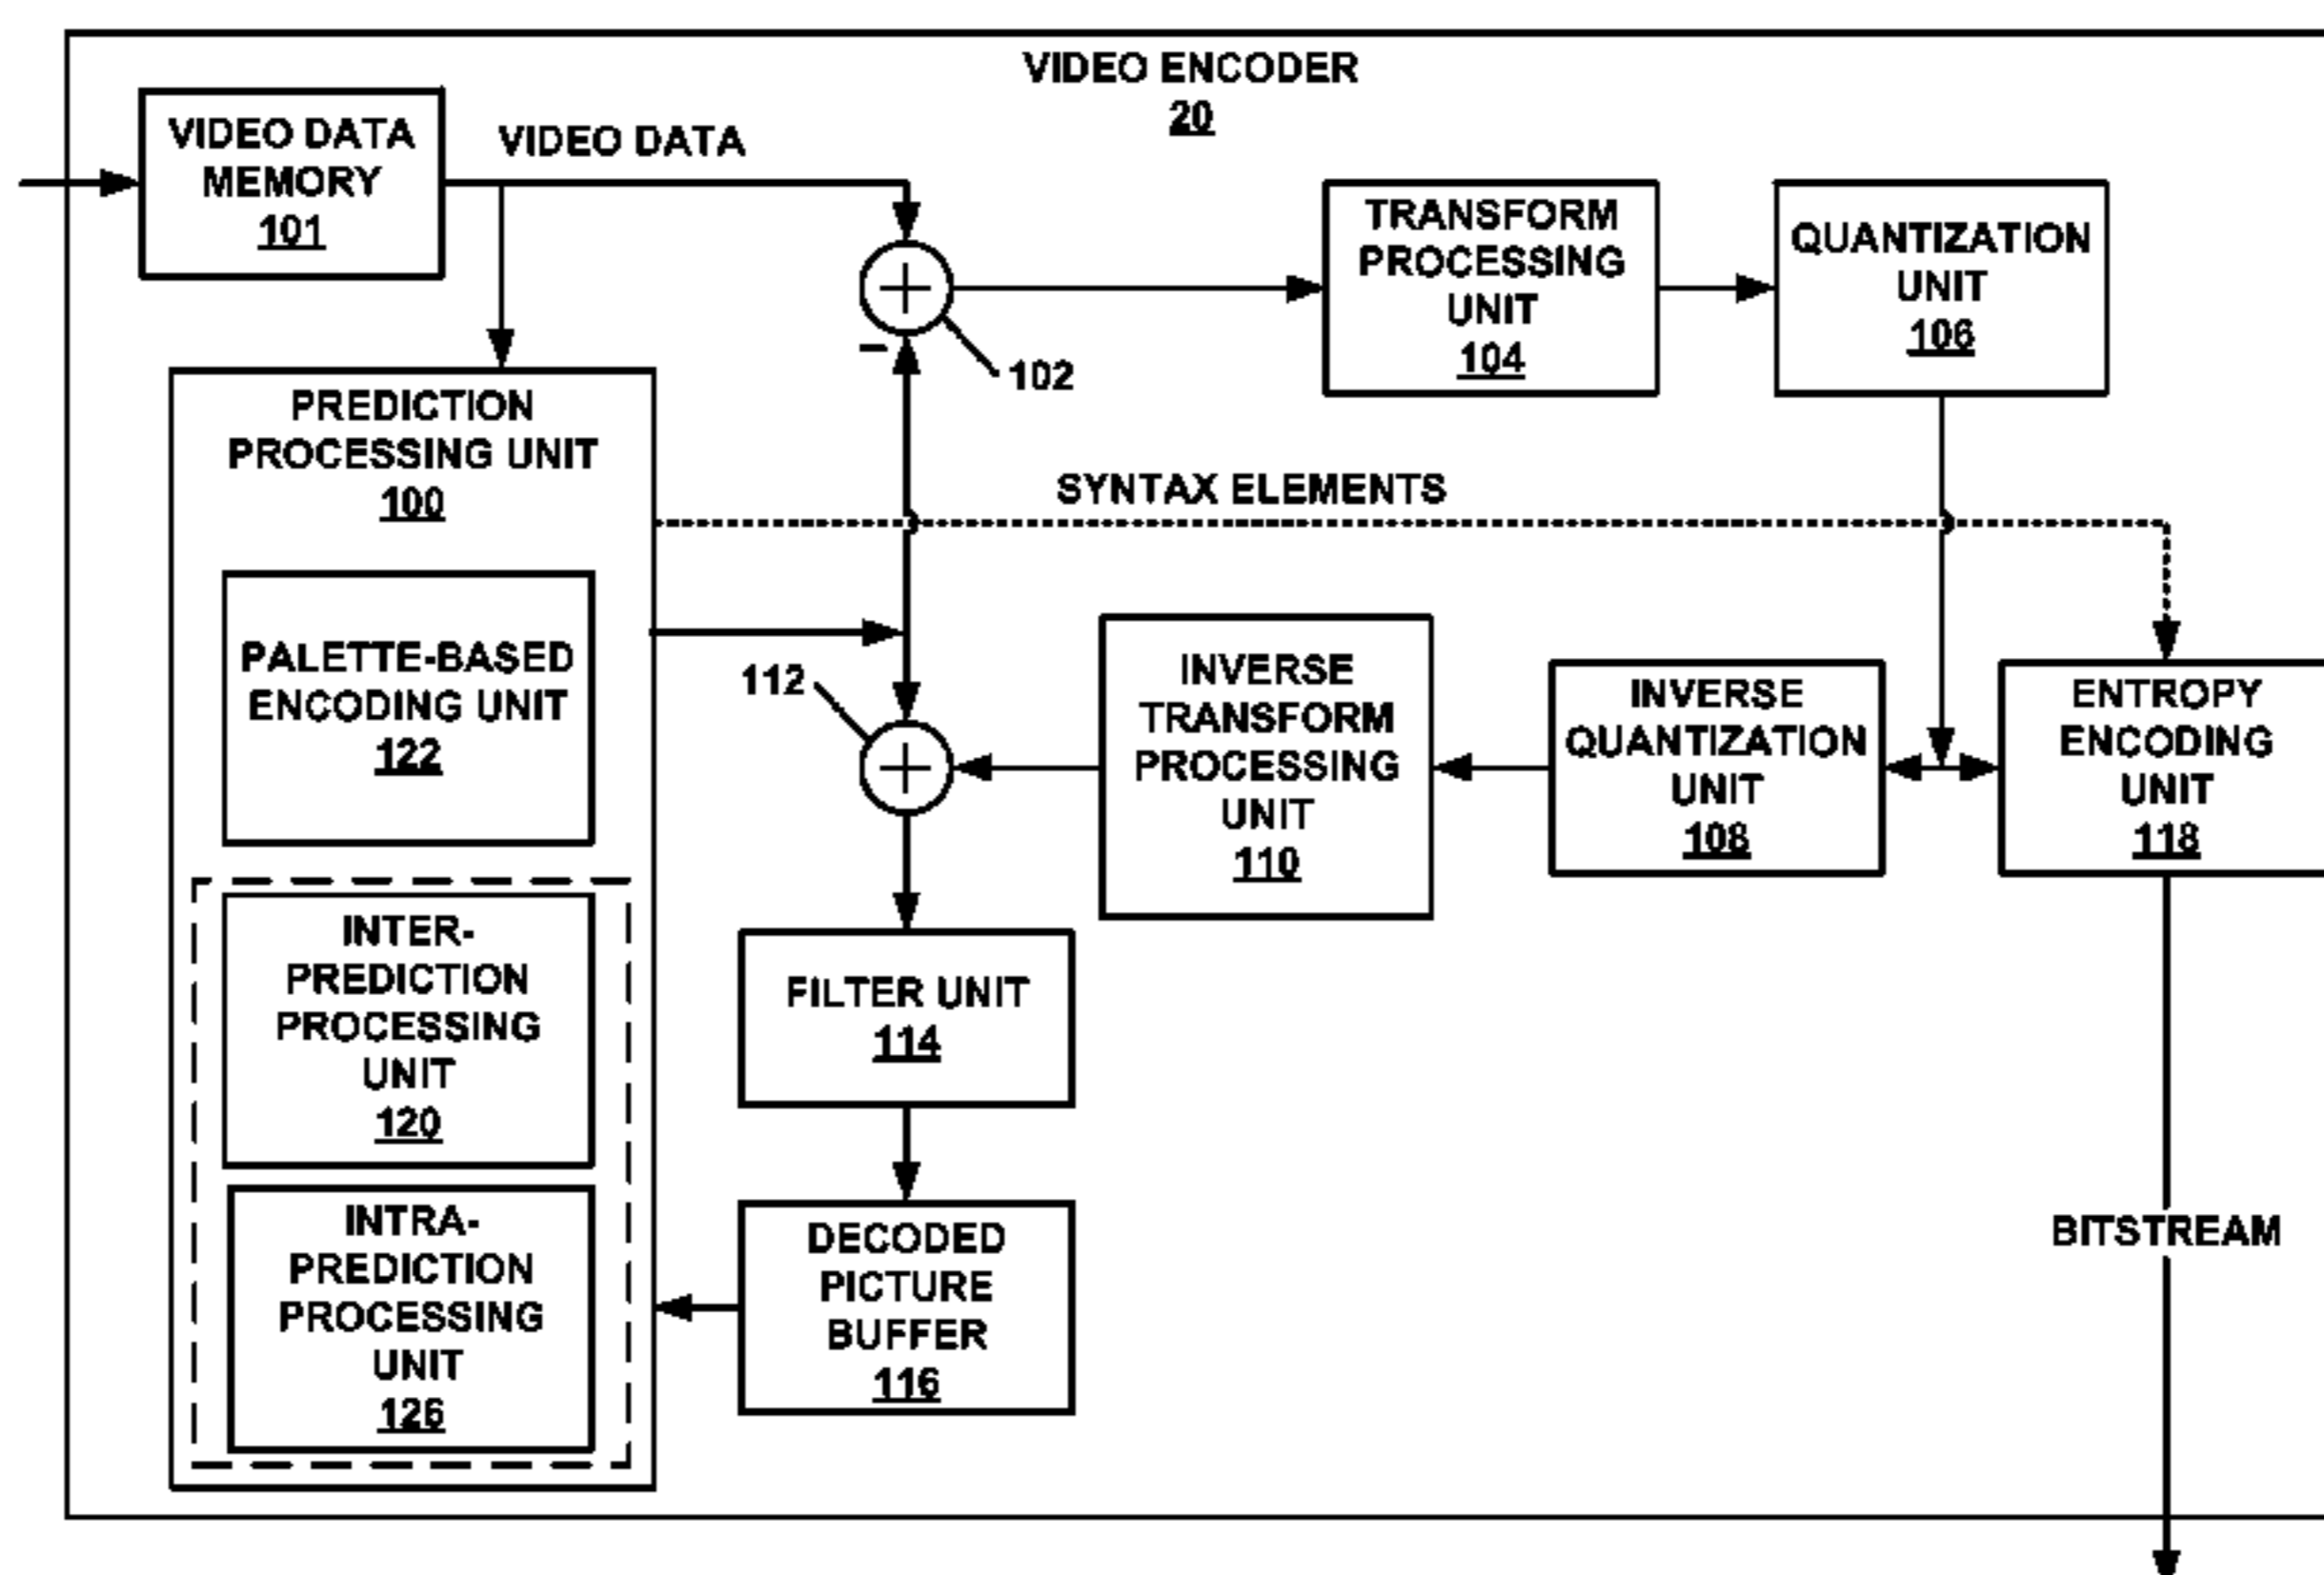 VIDEO ENCODER
20
VIDEO DATA
MEMORY
101
VIDEO DATA
TRANSFORM
PROCESSING
UNIT
104
QUANTIZATION
UNIT
106
102
PREDICTION
PROCESSING UNIT
100
SYNTAX ELEMENTS
PALETTE-BASED
ENCODING UNIT
122
112
INVERSE
TRANSFORM
PROCESSING
UNIT
110
INVERSE
QUANTIZATION
UNIT
108
ENTROPY
ENCODING
UNIT
118
INTER-
PREDICTION
PROCESSING
UNIT
120
FILTER UNIT
114
INTRA-
PREDICTION
PROCESSING
UNIT
126
DECODED
PICTURE
BUFFER
116
BITSTREAM